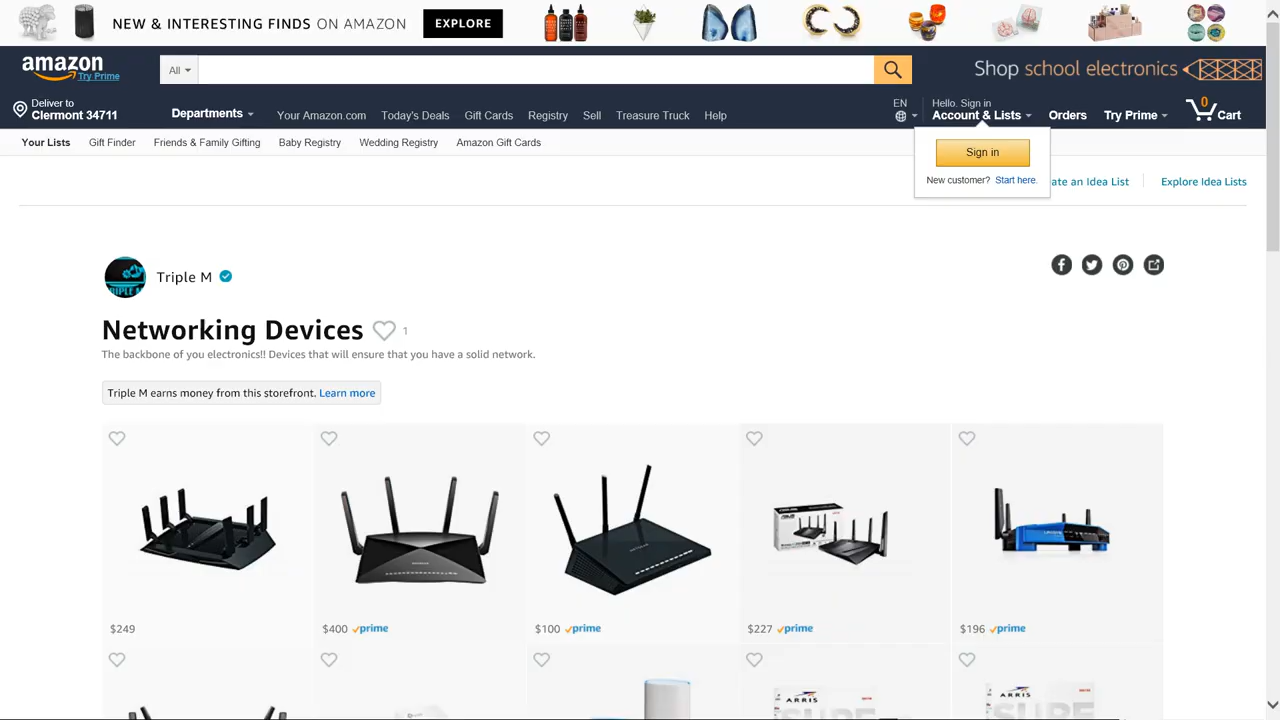 NEW & INTERESTING FINDS ON AMAZON EXPLORE
amazon
Try Prime
All
Shop school electronics
Deliver to
Clermont 34711
Departments
Your Amazon.com Today's Deals Gift Cards Registry Sell Treasure Truck Help
EN
Hello. Sign in
Account & Lists
Orders
Try Prime
0
Cart
Your Lists Gift Finder Friends & Family Gifting Baby Registry Wedding Registry Amazon Gift Cards
Sign in
New customer? Start here.
ate an Idea List Explore Idea Lists
Triple M
Networking Devices 1
The backbone of you electronics!! Devices that will ensure that you have a solid network.
Triple M earns money from this storefront. Learn more
$249
$400 prime
$100 prime
$227 prime
$196 prime
ARRIS
ARRIS